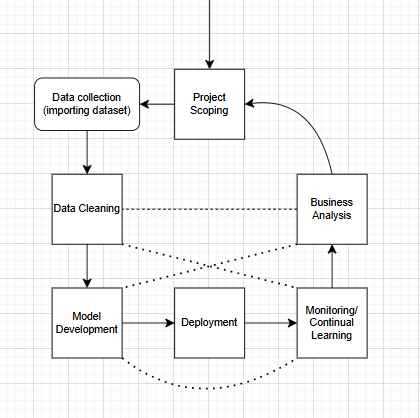 Data collection
(importing dataset)
Project
Scoping
Data Cleaning
Business
Analysis
Model
Development
Deployment
Monitoring/
Continual
Learning